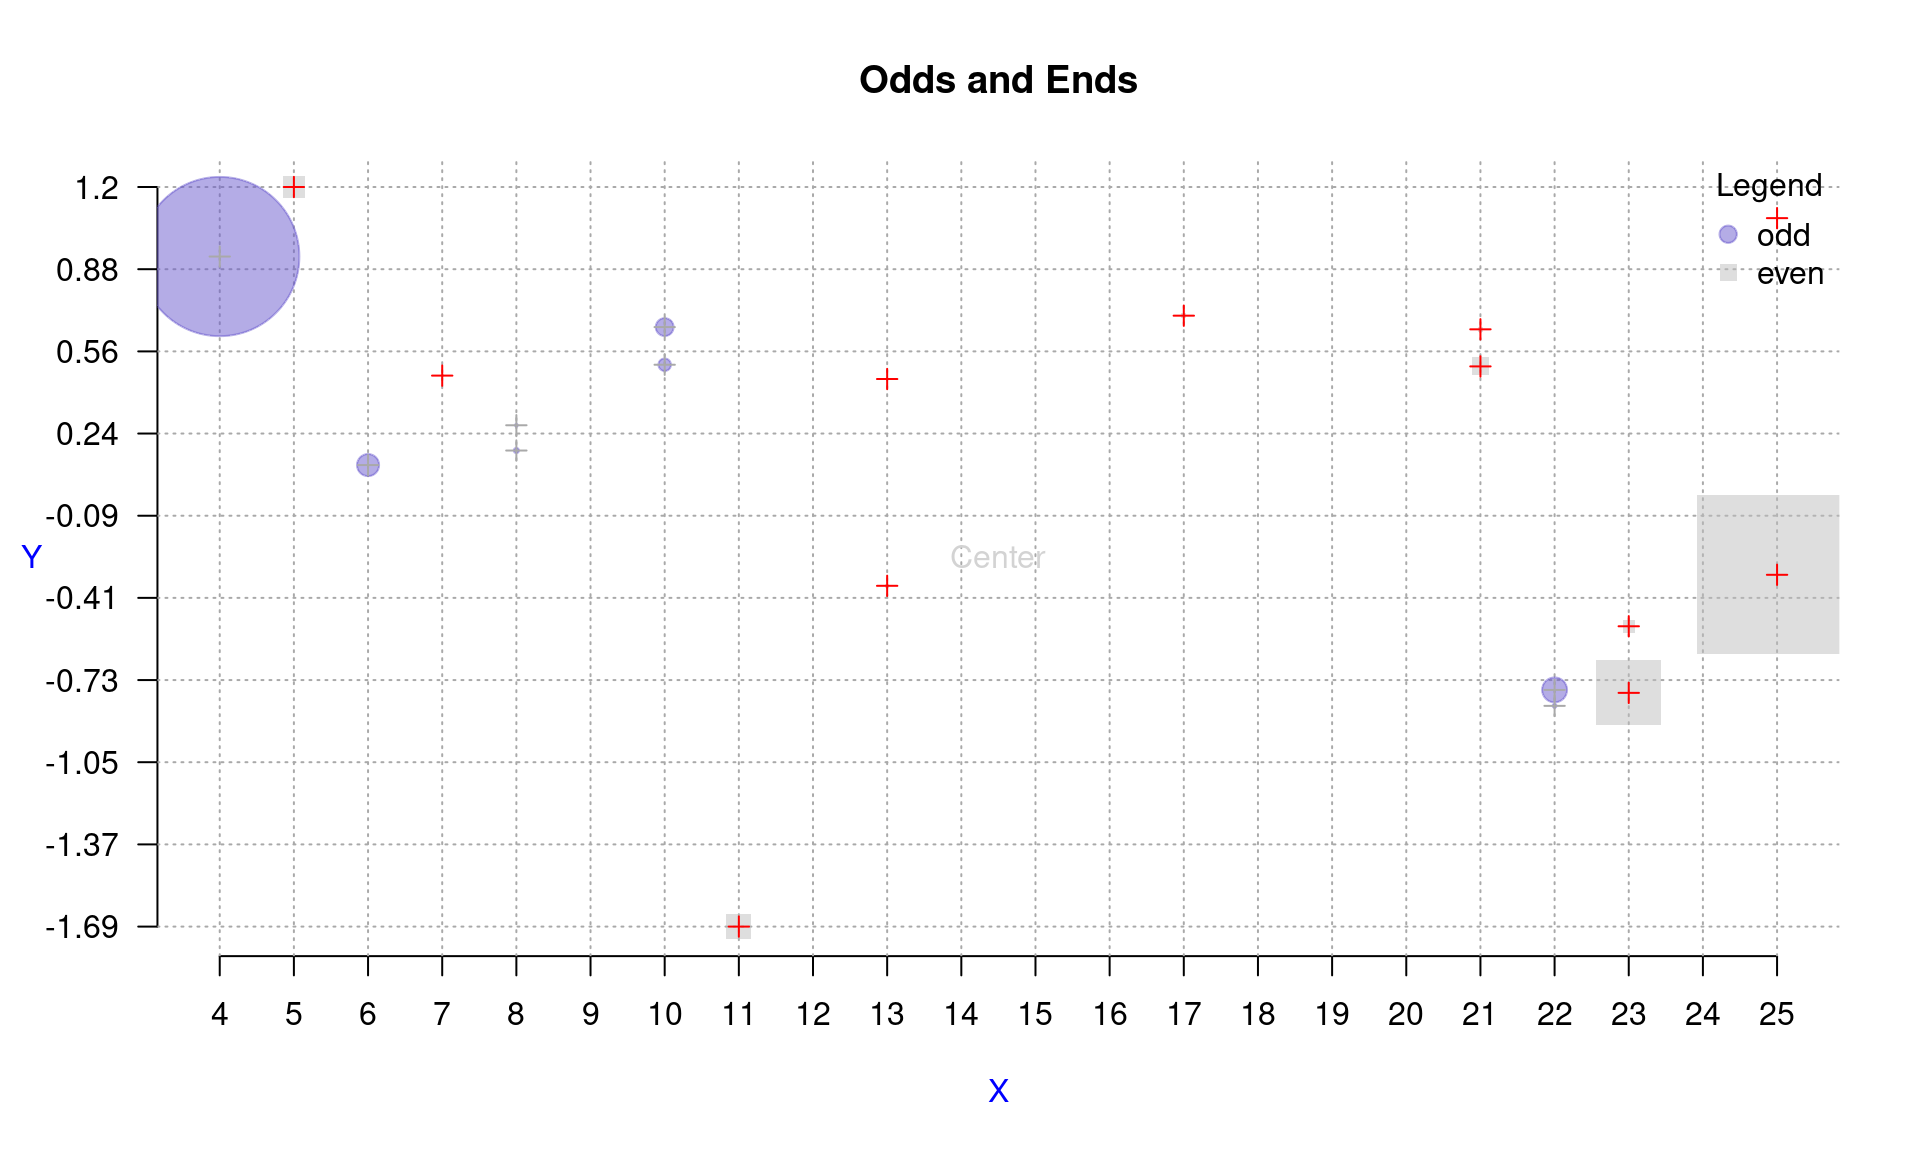 Odds and Ends
Legend
odd
even
1.2
0.88
0.56
0.24
-0.09
-0.41
-0.73
-1.05
-1.37
-1.69
Y
Center
4 5 6 7 8 9 10 11 12 13 14 15 16 17 18 19 20 21 22 23 24 25
X